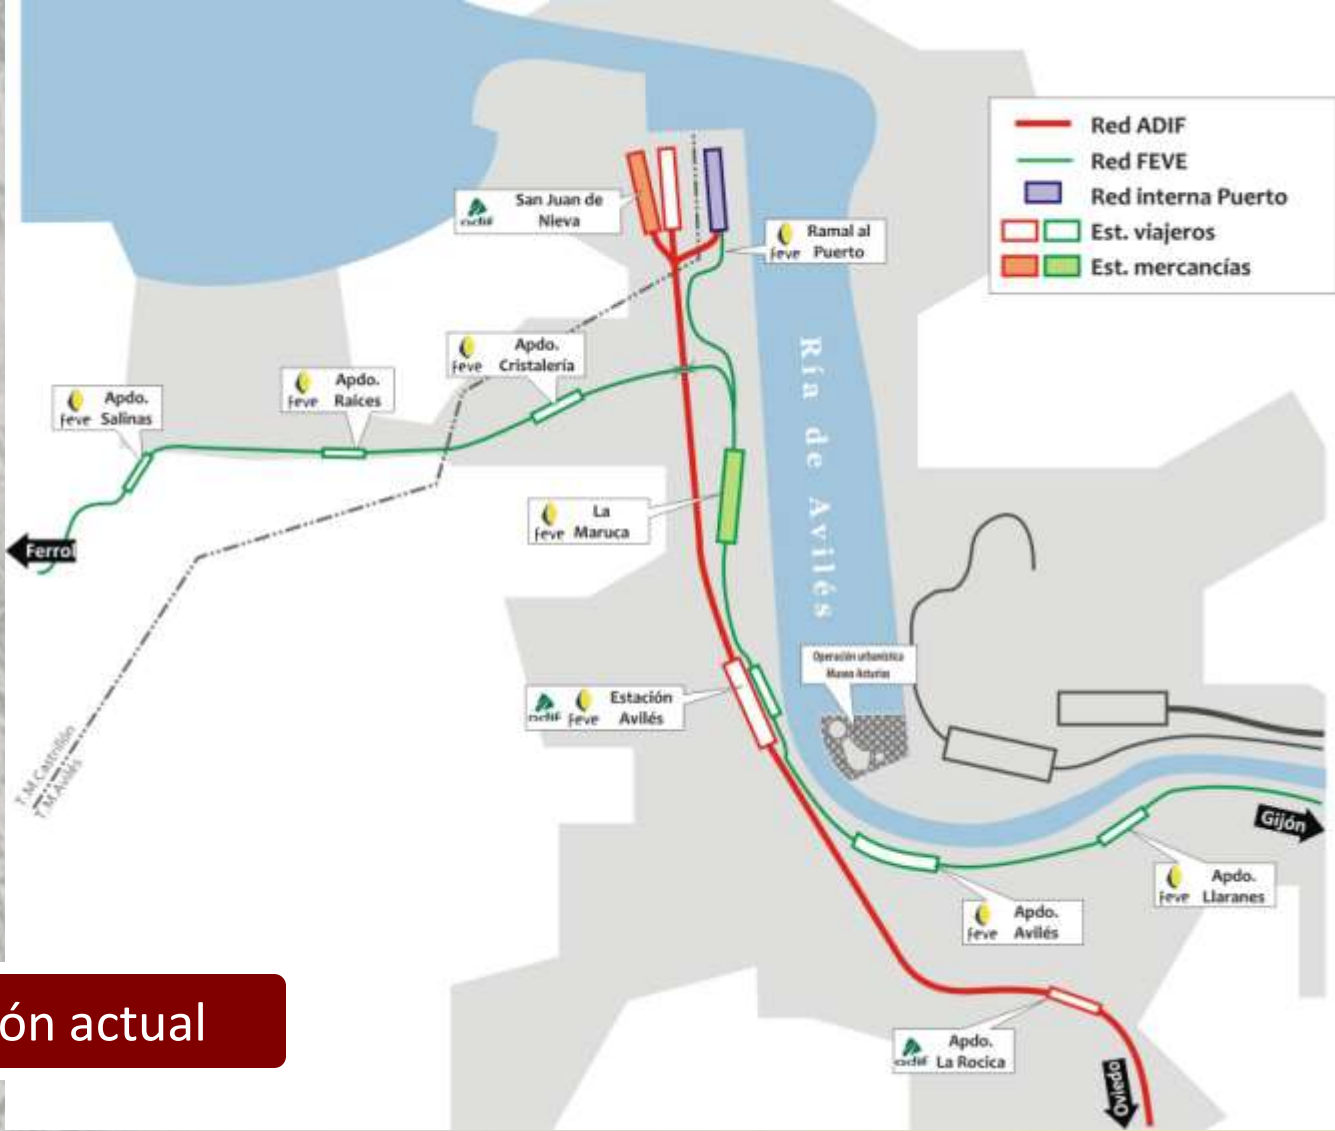 Red ADIF
Red FEVE
Red interna Puerto
Est. viajeros
Est. mercancías
adif
San Juan de
Nieva
feve
Ramal al
Puerto
feve
Apdo.
Cristalería
feve
Apdo.
Raíces
feve
Apdo.
Salinas
feve
La
Maruca
Ferrol
Ría de Avilés
Operación urbanística
Museo Asturias
adif
feve
Estación
Avilés
T.M.Castrillón
T.M.Avilés
Gijón
feve
Apdo.
Llaranes
feve
Apdo.
Avilés
adif
Apdo.
La Rocica
Oviedo
ón actual